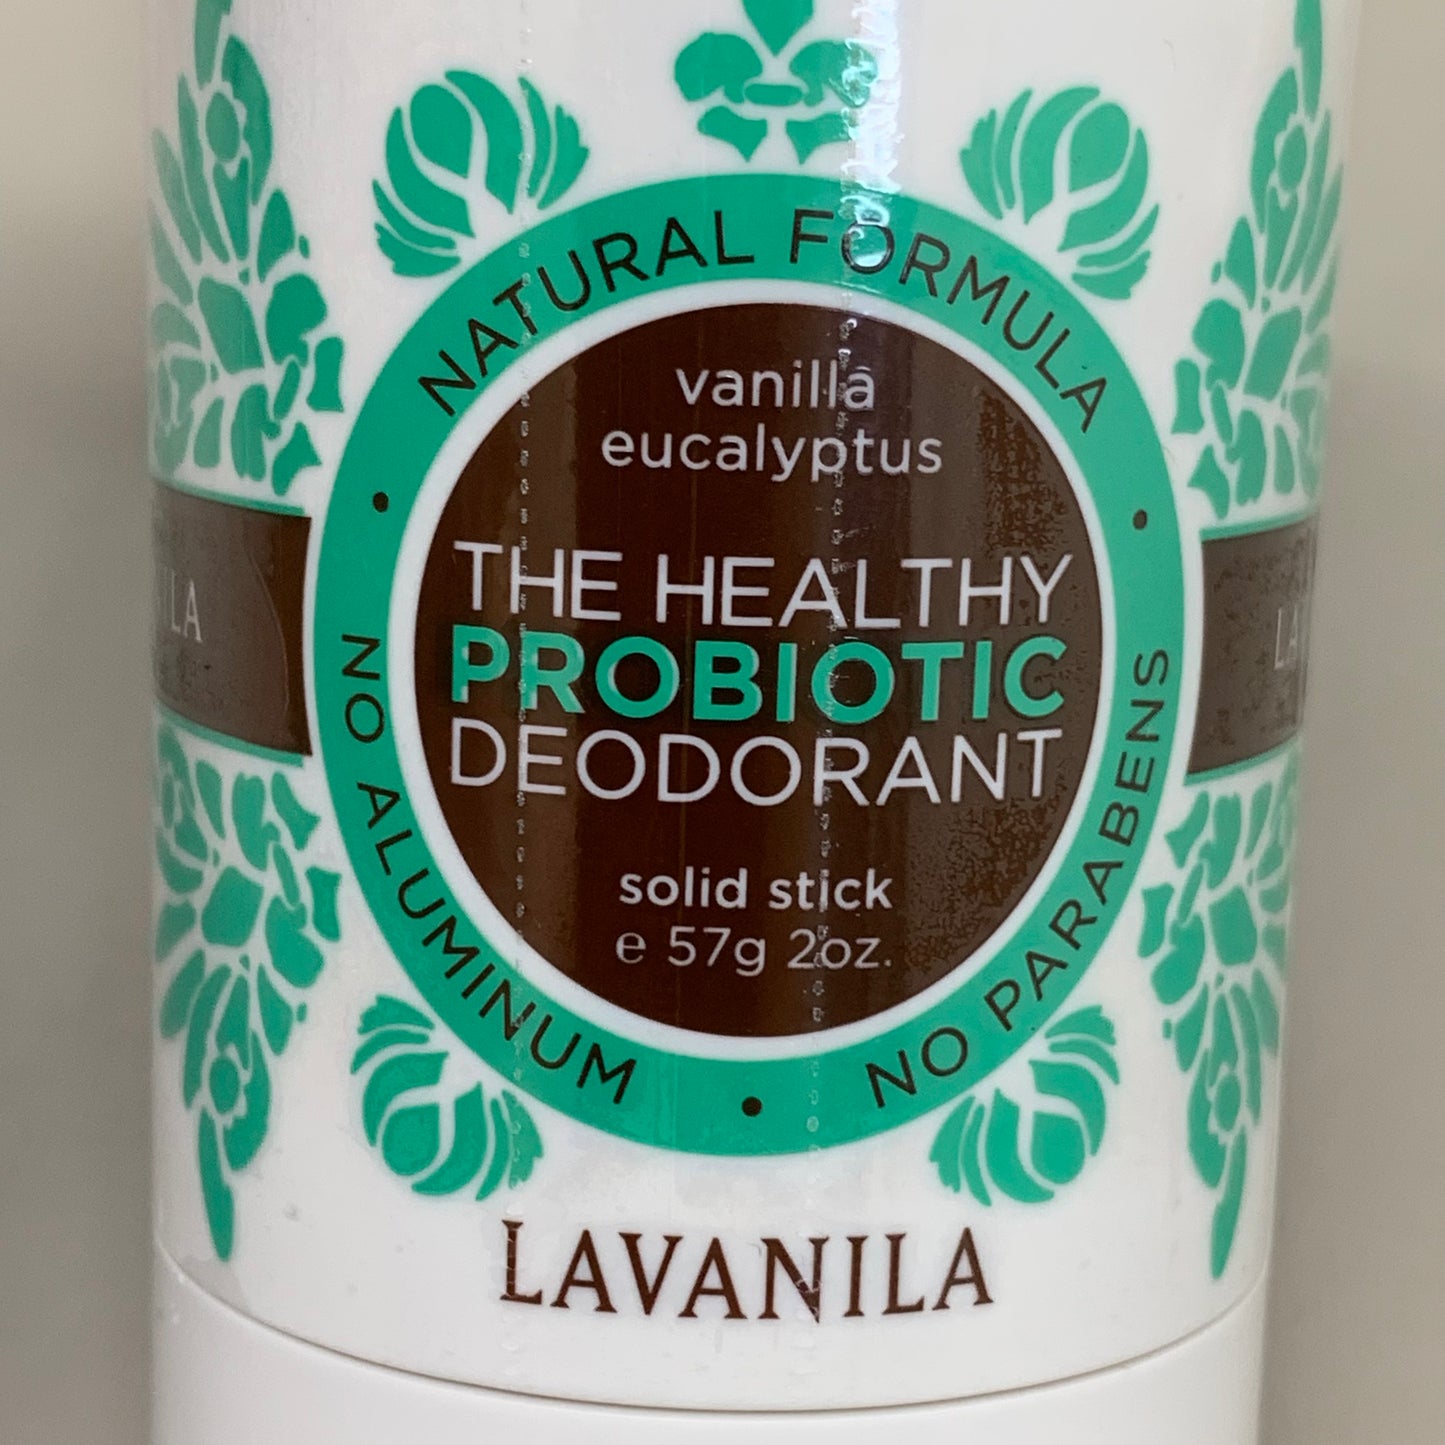 NATURAL FORMULA
vanilla
eucalyptus
THE HEALTHY
PROBIOTIC
DEODORANT
solid stick
e 57g 2oz.
NO ALUMINUM
NO PARABENS
LAVANILA